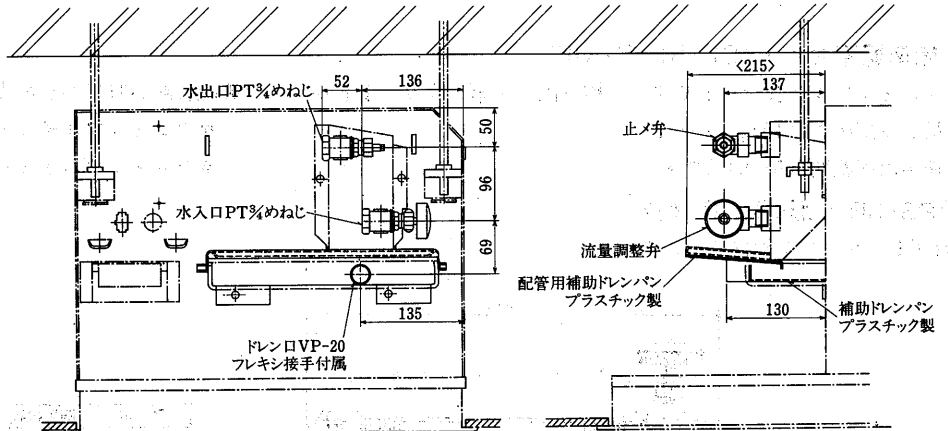 〈215〉
52
136
137
水出口PT¾めねじ
50
止メ弁
96
水入口PT¾めねじ
69
流量調整弁
配管用補助ドレンパン
プラスチック製
135
130
補助ドレンパン
プラスチック製
ドレン口VP-20
フレキシ接手付属